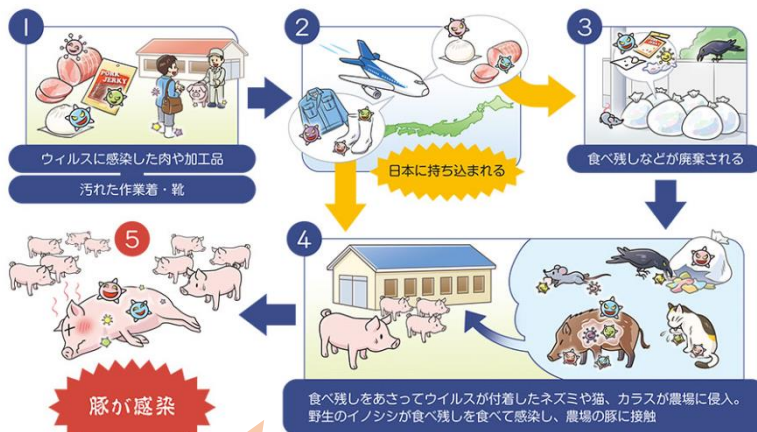 1
PORK
JERKY
ウィルスに感染した肉や加工品
汚れた作業着・靴
2
日本に持ち込まれる
3
食べ残しなどが廃棄される
4
食べ残しをあさってウイルスが付着したネズミや猫、カラスが農場に侵入。
野生のイノシシが食べ残しを食べて感染し、農場の豚に接触
5
豚が感染